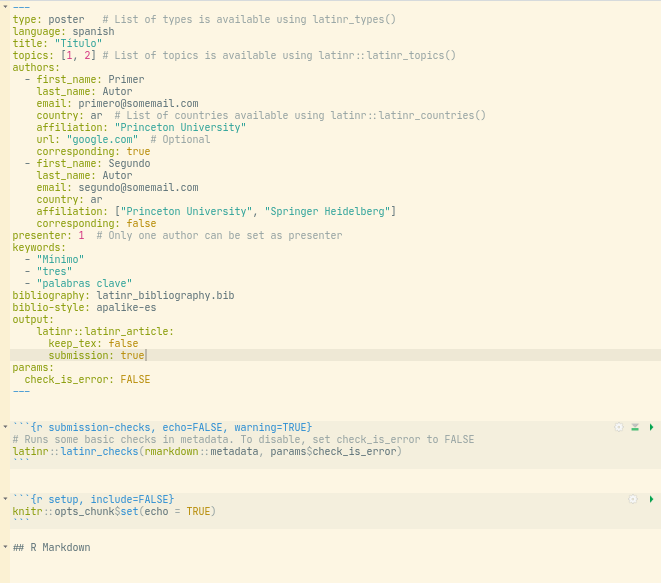 ---
type: poster   # List of types is available using latinr_types()
language: spanish
title: "Título"
topics: [1, 2] # List of topics is available using latinr::latinr_topics()
authors:
  - first_name: Primer
    last_name: Autor
    email: primero@somemail.com
    country: ar  # List of countries available using latinr::latinr_countries()
    affiliation: "Princeton University"
    url: "google.com"  # Optional
    corresponding: true
  - first_name: Segundo
    last_name: Autor
    email: segundo@somemail.com
    country: ar
    affiliation: ["Princeton University", "Springer Heidelberg"]
    corresponding: false
presenter: 1  # Only one author can be set as presenter
keywords:
  - "Mínimo"
  - "tres"
  - "palabras clave"
bibliography: latinr_bibliography.bib
biblio-style: apalike-es
output:
    latinr::latinr_article:
      keep_tex: false
      submission: true
params:
  check_is_error: FALSE
---
```{r submission-checks, echo=FALSE, warning=TRUE}
# Runs some basic checks in metadata. To disable, set check_is_error to FALSE
latinr::latinr_checks(rmarkdown::metadata, params$check_is_error)
```
```{r setup, include=FALSE}
knitr::opts_chunk$set(echo = TRUE)
```
## R Markdown